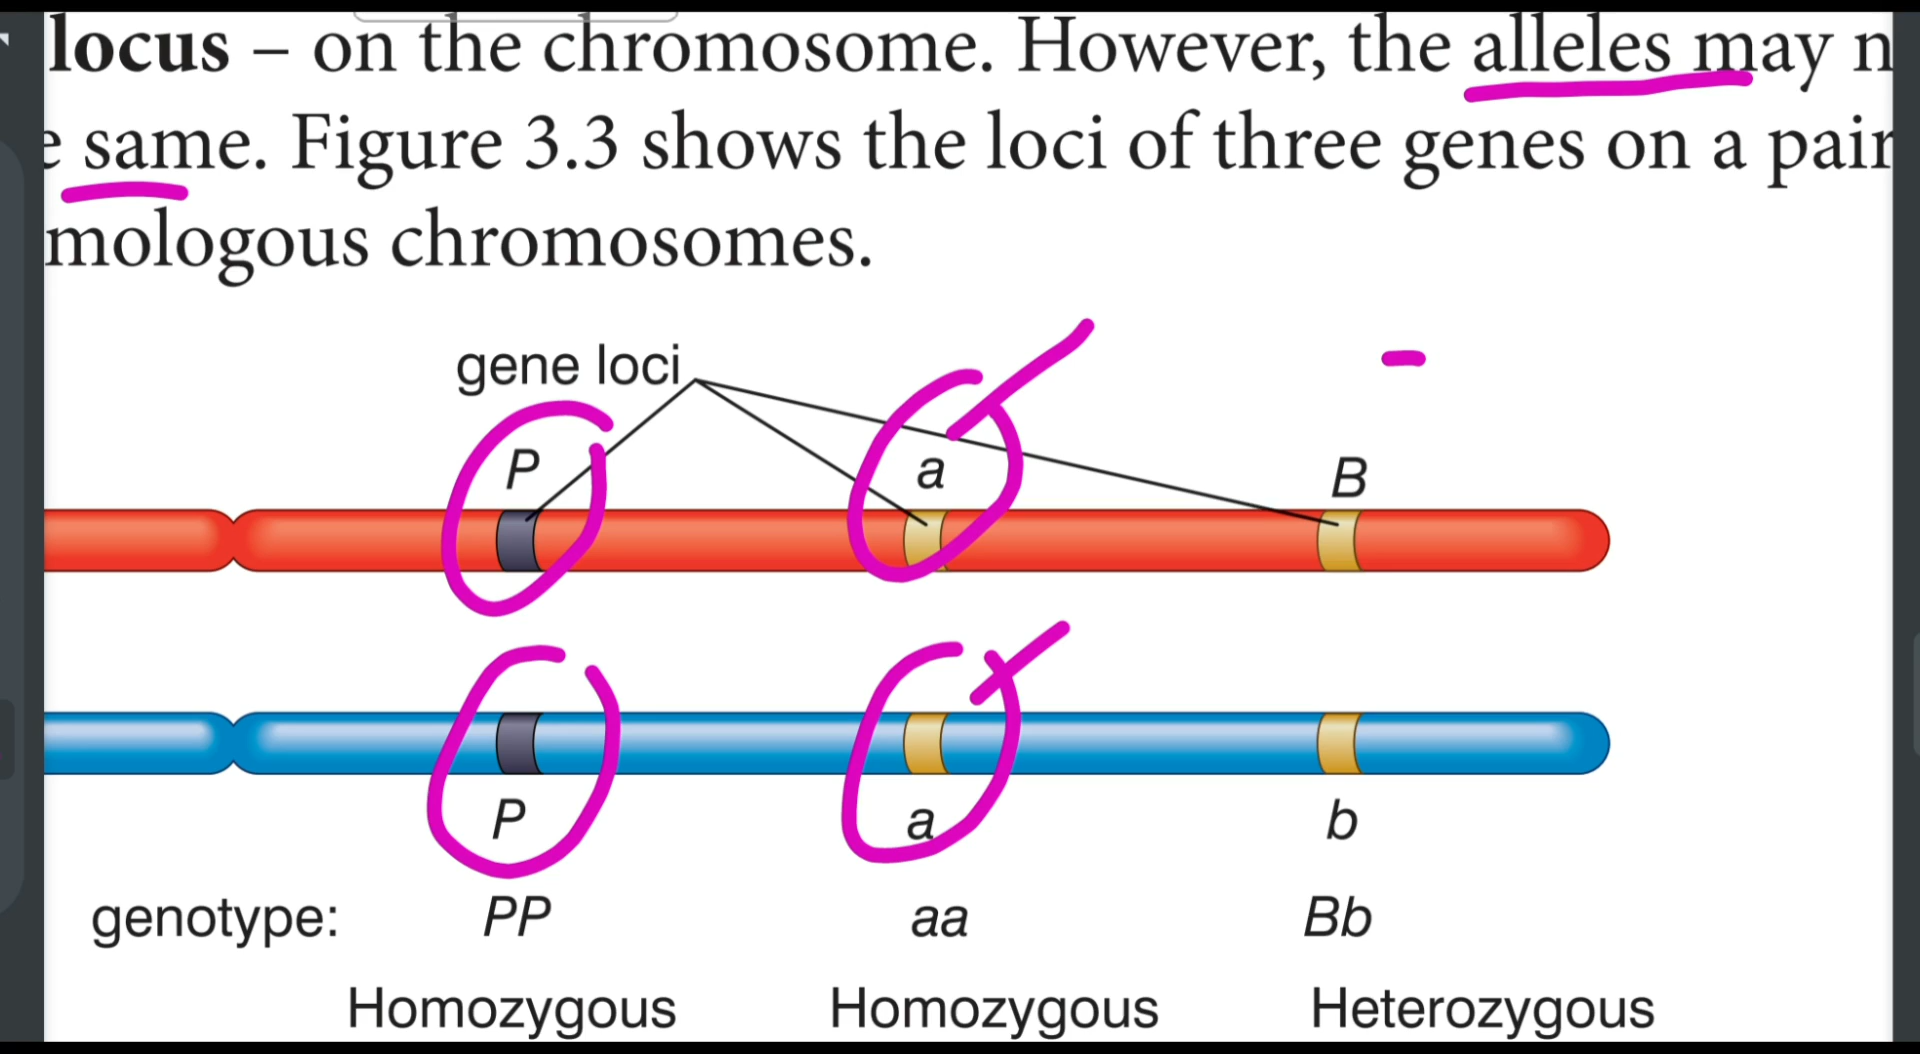 locus – on the chromosome. However, the alleles may n
e same. Figure 3.3 shows the loci of three genes on a pair
mologous chromosomes.
gene loci
P a B
P a b
genotype: PP aa Bb
Homozygous Homozygous Heterozygous